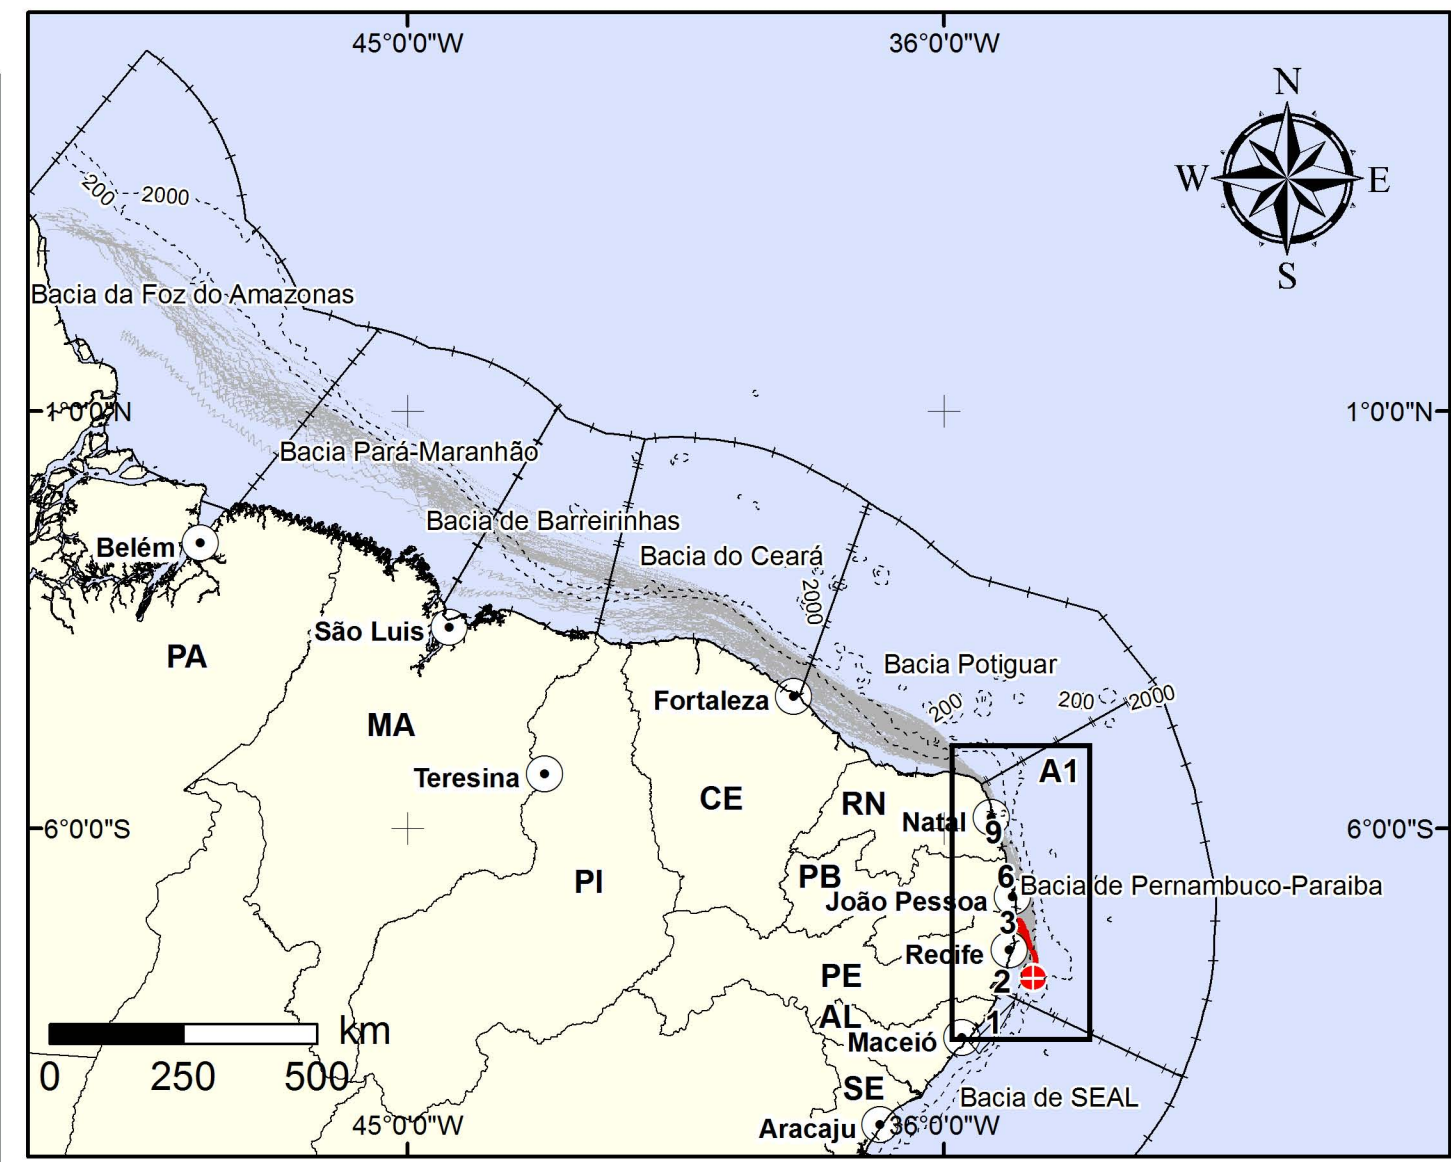 45°0'0"W
36°0'0"W
N
W
E
S
200
2000
Bacia da Foz do Amazonas
1°0'0"N
1°0'0"N
Bacia Pará-Maranhão
Bacia de Barreirinhas
Belém
Bacia do Ceará
2000
São Luis
PA
Bacia Potiguar
Fortaleza
200
200
2000
MA
Teresina
A1
CE
RN
Natal
9
6°0'0"S
6°0'0"S
PI
PB
6
Bacia de Pernambuco-Paraiba
João Pessoa
3
Recife
PE
2
AL
1
km
Maceió
0
250
500
SE
Bacia de SEAL
45°0'0"W
Aracaju
36°0'0"W